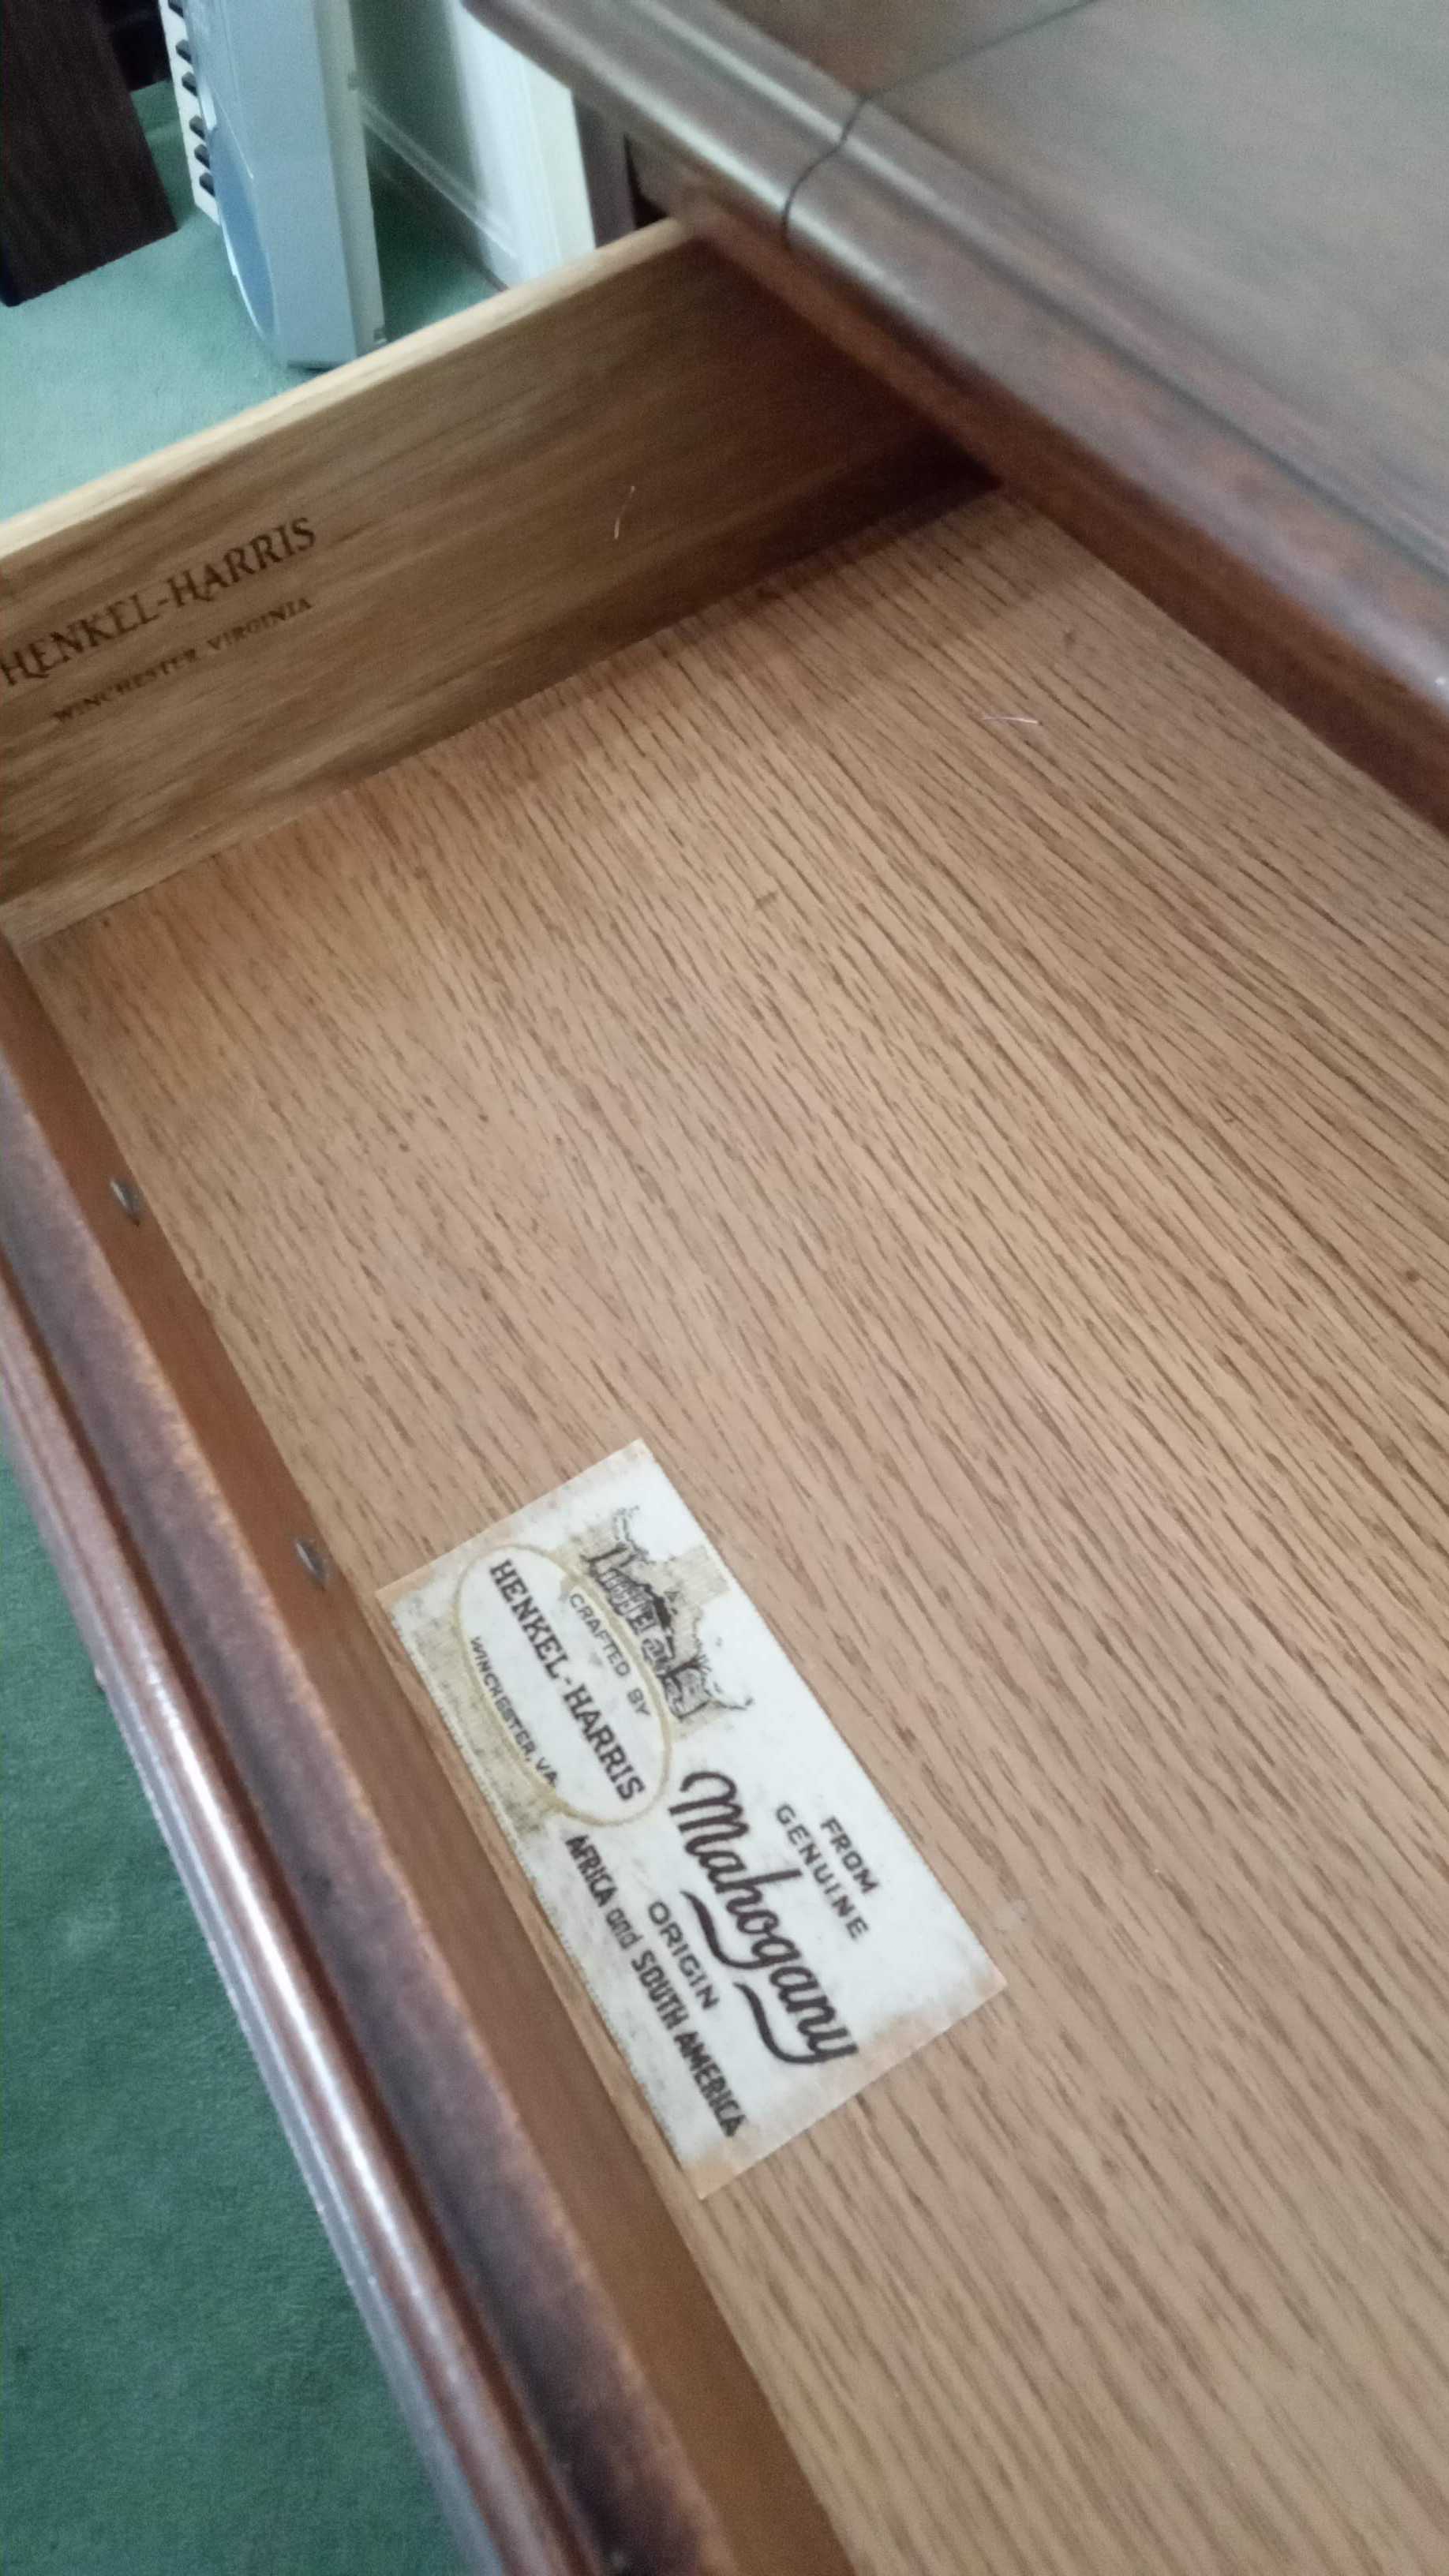 HENKEL-HARRIS
WINCHESTER VIRGINIA
CRAFTED BY
HENKEL-HARRIS
WINCHESTER, VA.
FROM
GENUINE
Mahogany
ORIGIN
AFRICA and SOUTH AMERICA